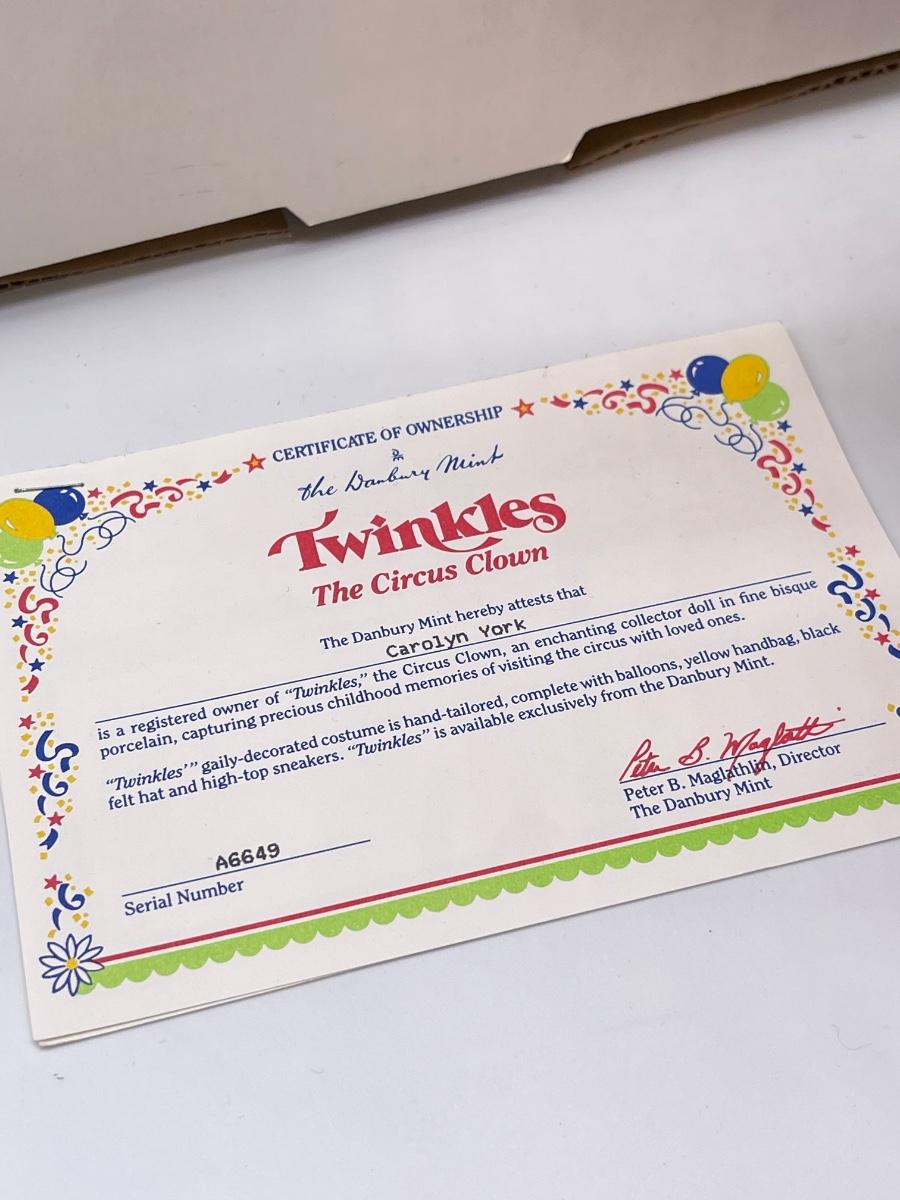 CERTIFICATE OF OWNERSHIP
the Danbury Mint
Twinkles
The Circus Clown
The Danbury Mint hereby attests that
Carolyn York
is a registered owner of “Twinkles,” the Circus Clown, an enchanting collector doll in fine bisque
porcelain, capturing precious childhood memories of visiting the circus with loved ones.
“Twinkles’” gaily-decorated costume is hand-tailored, complete with balloons, yellow handbag, black
felt hat and high-top sneakers. “Twinkles” is available exclusively from the Danbury Mint.
Peter B. Maglathlin
Peter B. Maglathlin, Director
The Danbury Mint
A6649
Serial Number